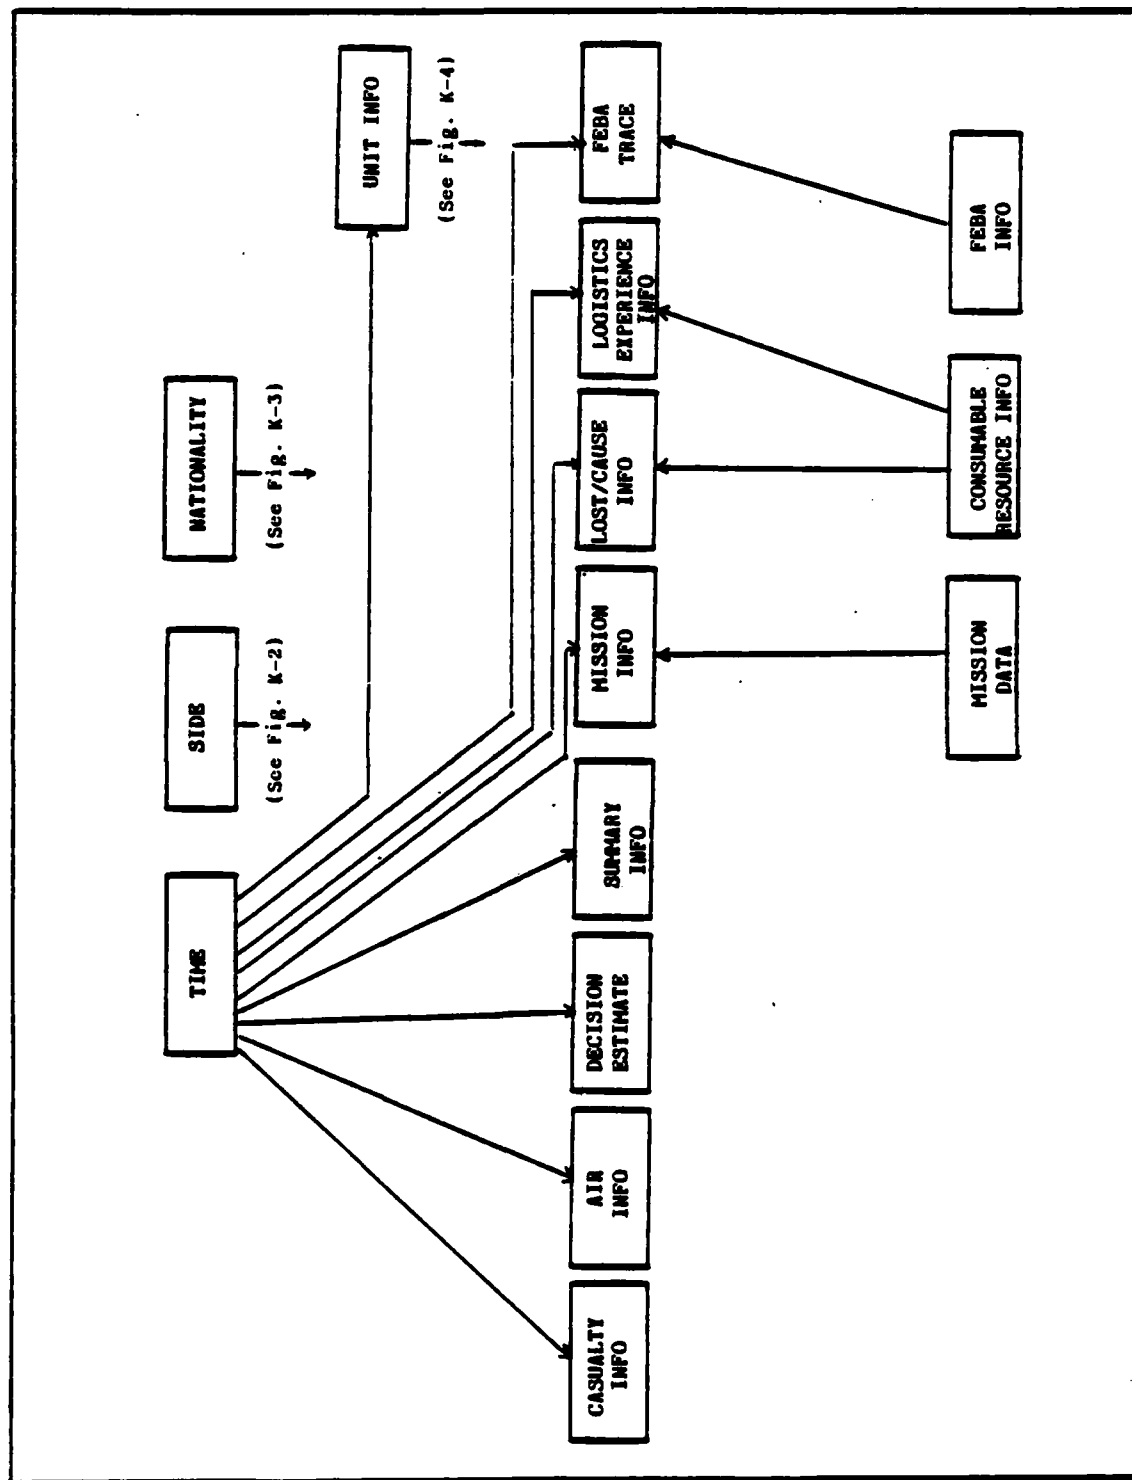 TIME
SIDE
(See Fig. K-2)
NATIONALITY
(See Fig. K-3)
UNIT INFO
(See Fig. K-4)
CASUALTY
INFO
AIR
INFO
DECISION
ESTIMATE
SUMMARY
INFO
MISSION
INFO
LOST/CAUSE
INFO
LOGISTICS
EXPERIENCE
INFO
FEBA
TRACE
MISSION
DATA
CONSUMABLE
RESOURCE INFO
FEBA
INFO